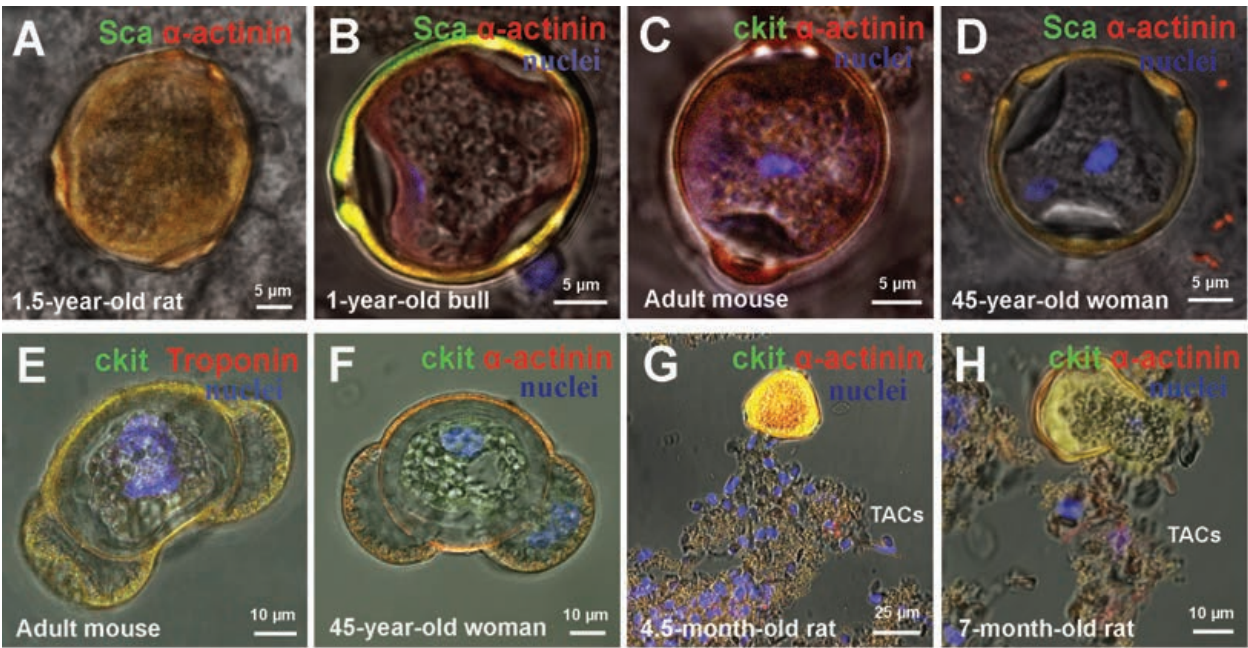 A
Sca α-actinin
5 µm
1.5-year-old rat
B
Sca α-actinin
nuclei
5 µm
1-year-old bull
C
ckit α-actinin
nuclei
5 µm
Adult mouse
D
Sca α-actinin
nuclei
5 µm
45-year-old woman
E
ckit Troponin
nuclei
10 µm
Adult mouse
F
ckit α-actinin
nuclei
10 µm
45-year-old woman
G
ckit α-actinin
nuclei
TACs
25 µm
4.5-month-old rat
H
ckit α-actinin
nuclei
TACs
10 µm
7-month-old rat